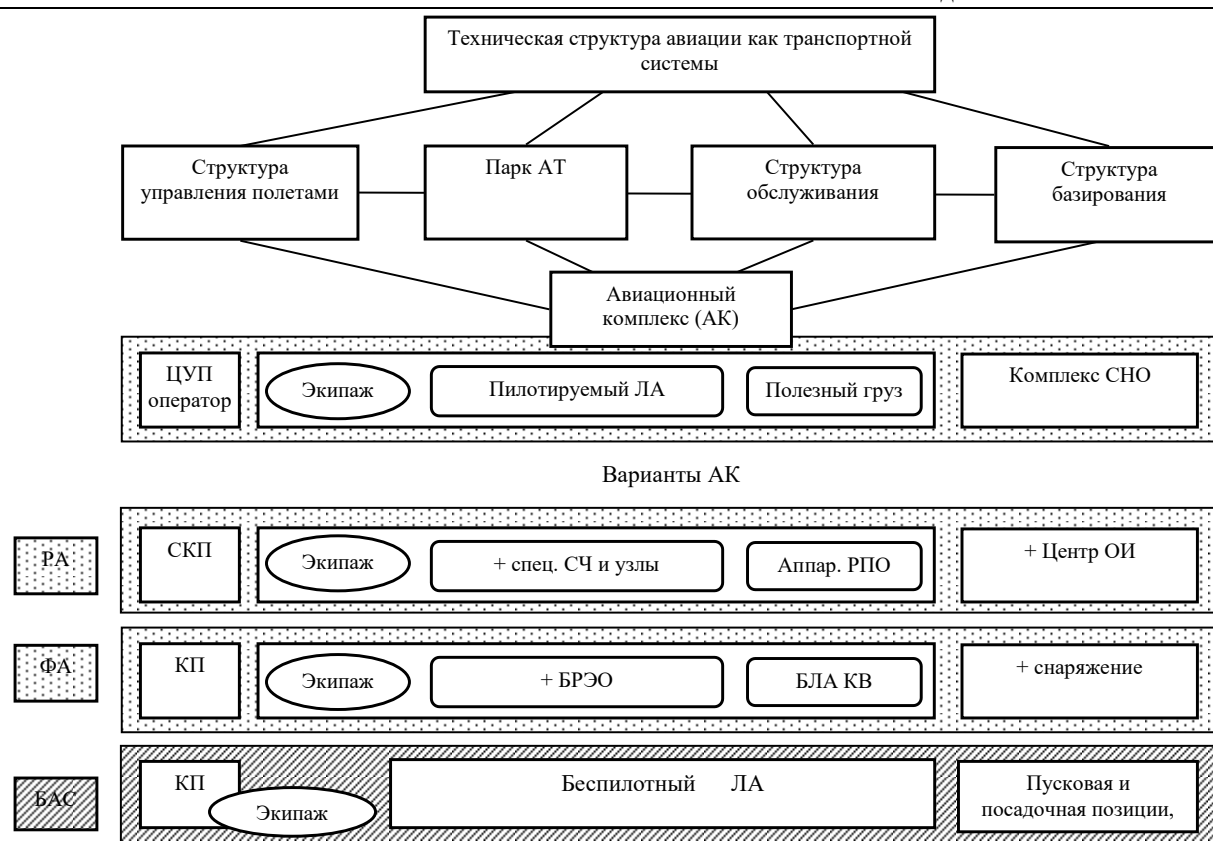 Техническая структура авиации как транспортной
системы
Структура
управления полетами
Парк АТ
Структура
обслуживания
Структура
базирования
Авиационный
комплекс (АК)
ЦУП
оператор
Экипаж
Пилотируемый ЛА
Полезный груз
Комплекс СНО
Варианты АК
РА
СКП
Экипаж
+ спец. СЧ и узлы
Аппар. РПО
+ Центр ОИ
ФА
КП
Экипаж
+ БРЭО
БЛА КВ
+ снаряжение
БАС
КП
Экипаж
Беспилотный ЛА
Пусковая и
посадочная позиции,